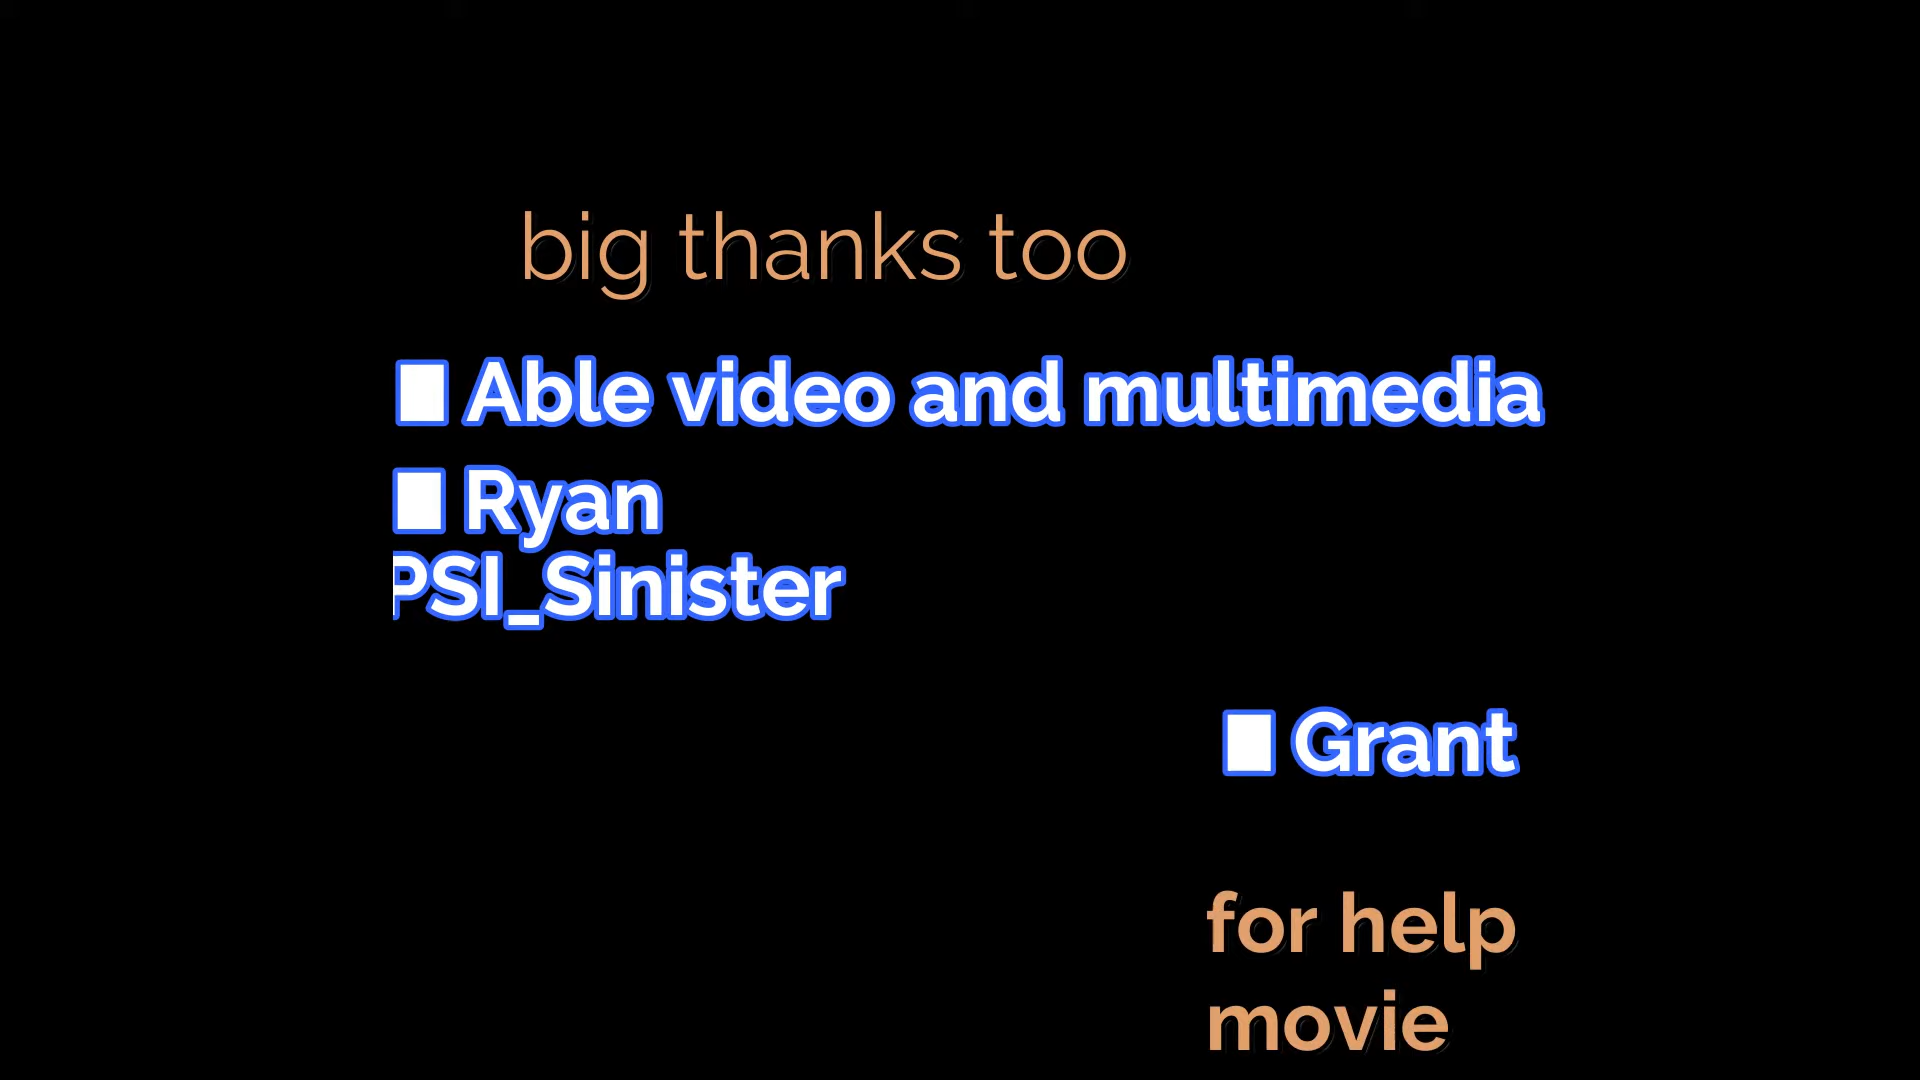 big thanks too
■ Able video and multimedia
■ Ryan
PSI_Sinister
■ Grant
for help
movie